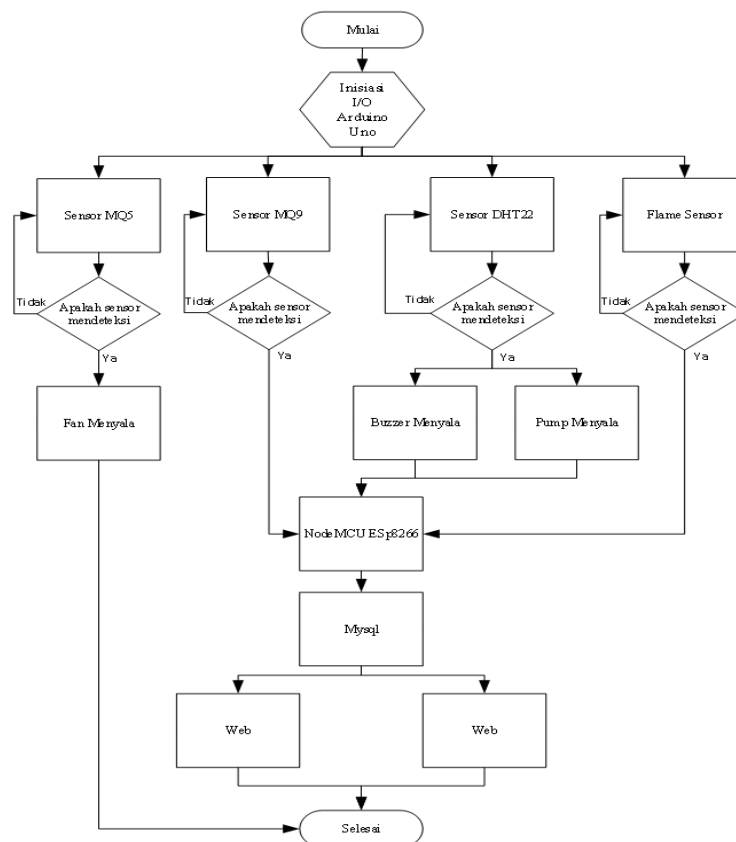 Mulai
Inisiasi
I/O
Arduino
Uno
Sensor MQ5
Sensor MQ9
Sensor DHT22
Flame Sensor
Tidak
Apakah sensor
mendeteksi
Tidak
Apakah sensor
mendeteksi
Tidak
Apakah sensor
mendeteksi
Tidak
Apakah sensor
mendeteksi
Ya
Ya
Ya
Ya
Fan Menyala
Buzzer Menyala
Pump Menyala
NodeMCU ESp8266
Mysql
Web
Web
Selesai